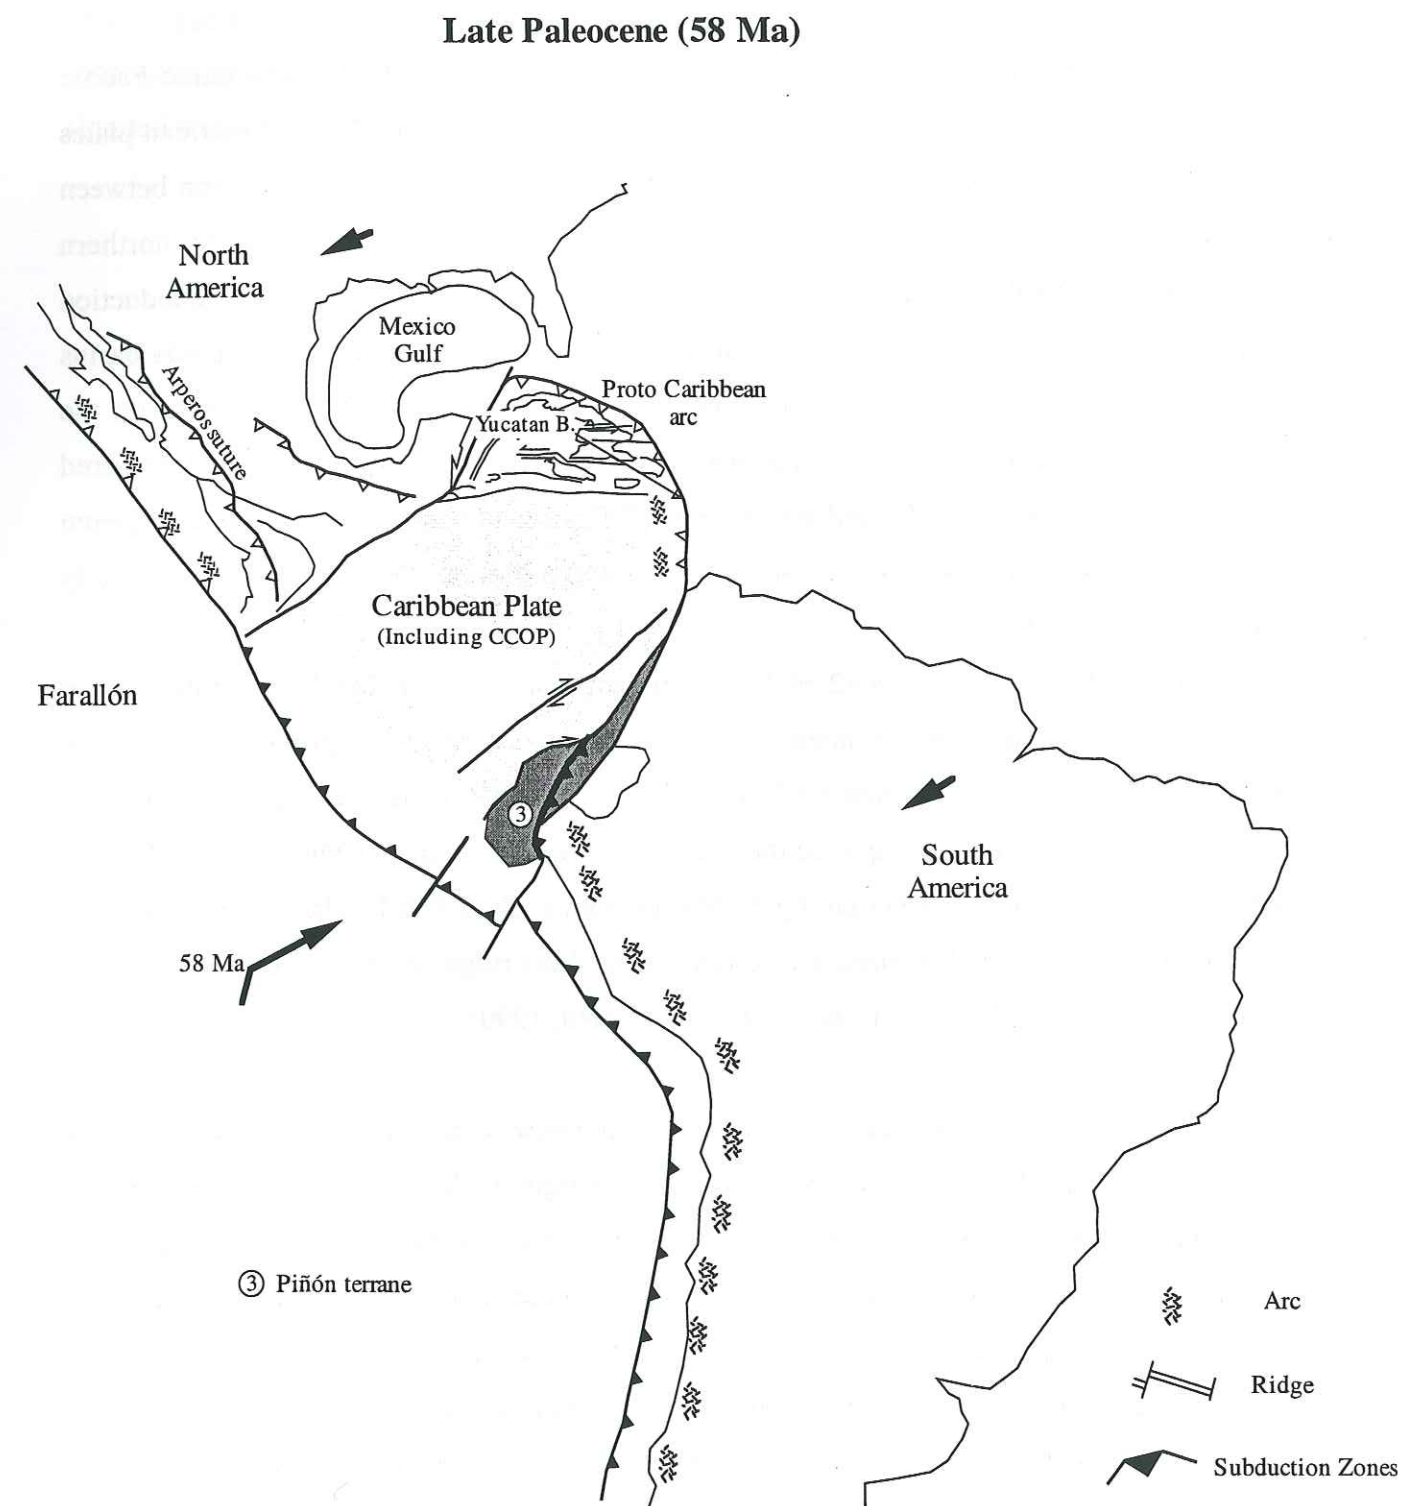 Late Paleocene (58 Ma)
North
America
Mexico
Gulf
Arperos suture
Proto Caribbean
arc
Yucatan B.
Caribbean Plate
(Including CCOP)
Farallón
3
South
America
58 Ma
③ Piñón terrane
Arc
Ridge
Subduction Zones